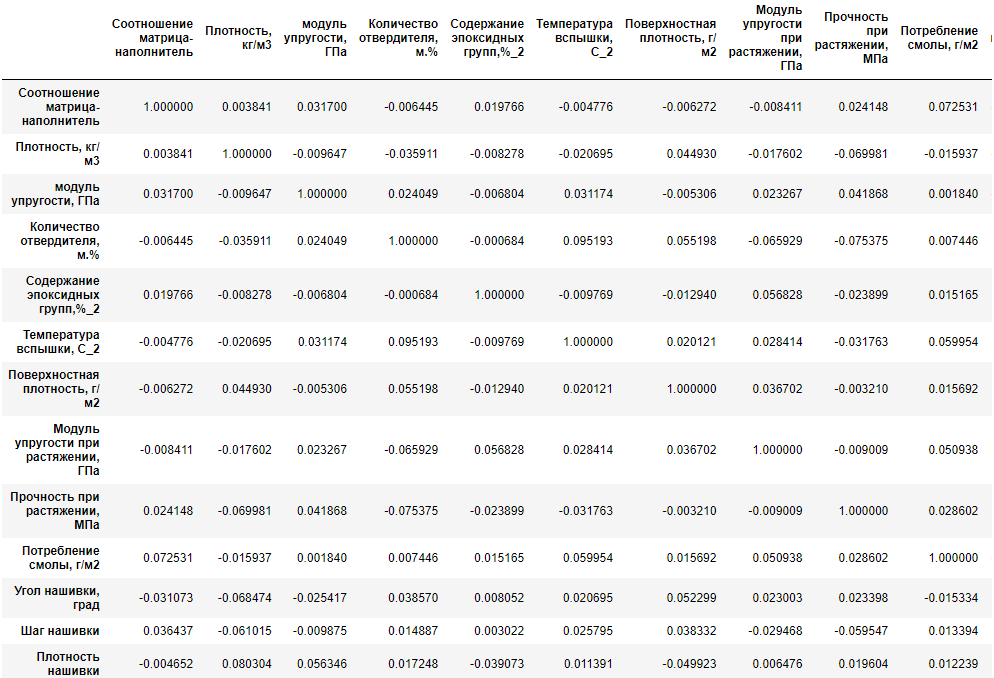 Соотношение матрица-наполнитель Плотность, кг/м3 модуль упругости, ГПа Количество отвердителя, м.% Содержание эпоксидных групп,%_2 Температура вспышки, С_2 Поверхностная плотность, г/м2 Модуль упругости при растяжении, ГПа Прочность при растяжении, МПа Потребление смолы, г/м2
Соотношение матрица-наполнитель 1.000000 0.003841 0.031700 -0.006445 0.019766 -0.004776 -0.006272 -0.008411 0.024148 0.072531
Плотность, кг/м3 0.003841 1.000000 -0.009647 -0.035911 -0.008278 -0.020695 0.044930 -0.017602 -0.069981 -0.015937
модуль упругости, ГПа 0.031700 -0.009647 1.000000 0.024049 -0.006804 0.031174 -0.005306 0.023267 0.041868 0.001840
Количество отвердителя, м.% -0.006445 -0.035911 0.024049 1.000000 -0.000684 0.095193 0.055198 -0.065929 -0.075375 0.007446
Содержание эпоксидных групп,%_2 0.019766 -0.008278 -0.006804 -0.000684 1.000000 -0.009769 -0.012940 0.056828 -0.023899 0.015165
Температура вспышки, С_2 -0.004776 -0.020695 0.031174 0.095193 -0.009769 1.000000 0.020121 0.028414 -0.031763 0.059954
Поверхностная плотность, г/м2 -0.006272 0.044930 -0.005306 0.055198 -0.012940 0.020121 1.000000 0.036702 -0.003210 0.015692
Модуль упругости при растяжении, ГПа -0.008411 -0.017602 0.023267 -0.065929 0.056828 0.028414 0.036702 1.000000 -0.009009 0.050938
Прочность при растяжении, МПа 0.024148 -0.069981 0.041868 -0.075375 -0.023899 -0.031763 -0.003210 -0.009009 1.000000 0.028602
Потребление смолы, г/м2 0.072531 -0.015937 0.001840 0.007446 0.015165 0.059954 0.015692 0.050938 0.028602 1.000000
Угол нашивки, град -0.031073 -0.068474 -0.025417 0.038570 0.008052 0.020695 0.052299 0.023003 0.023398 -0.015334
Шаг нашивки 0.036437 -0.061015 -0.009875 0.014887 0.003022 0.025795 0.038332 -0.029468 -0.059547 0.013394
Плотность нашивки -0.004652 0.080304 0.056346 0.017248 -0.039073 0.011391 -0.049923 0.006476 0.019604 0.012239